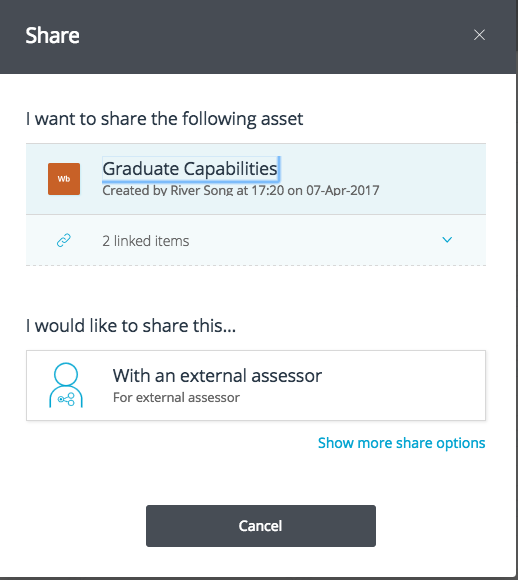 Share
I want to share the following asset
Wb
Graduate Capabilities
Created by River Song at 17:20 on 07-Apr-2017
2 linked items
I would like to share this...
With an external assessor
For external assessor
Show more share options
Cancel